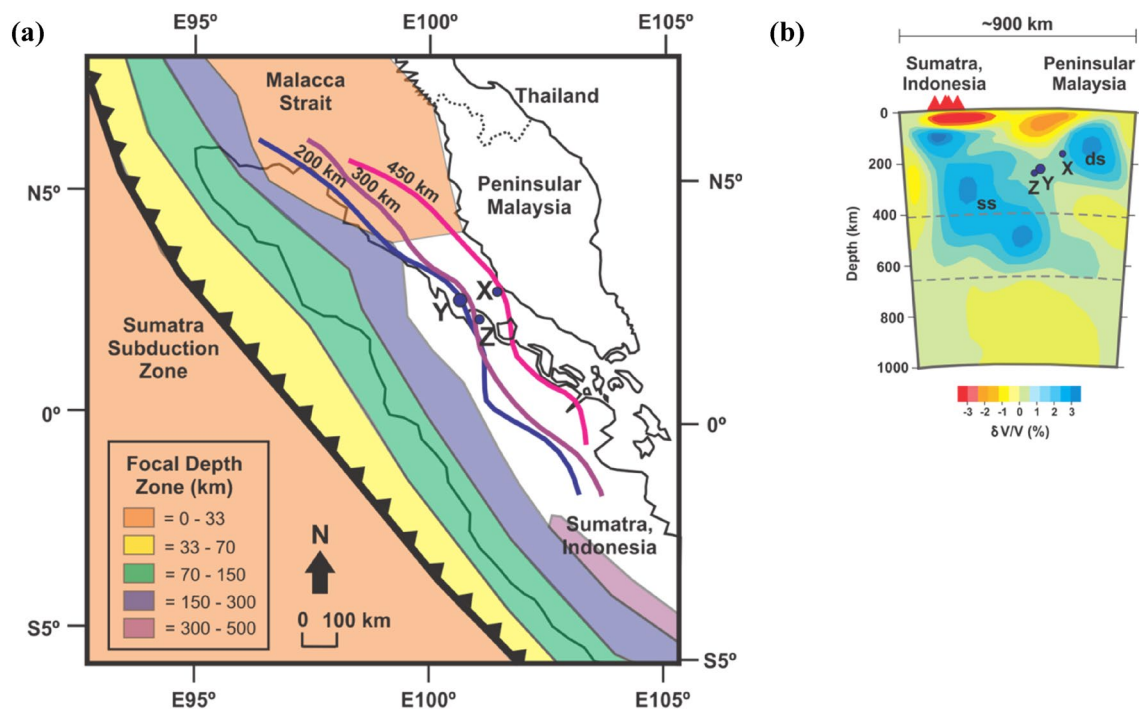 (a)
E95º E100º E105º
Malacca
Strait
Thailand
200 km
300 km
450 km
Peninsular
Malaysia
N5º N5º
X
Y
Z
Sumatra
Subduction
Zone
0º 0º
Focal Depth
Zone (km)
= 0 - 33
= 33 - 70
= 70 - 150
= 150 - 300
= 300 - 500
N
0 100 km
Sumatra,
Indonesia
S5º S5º
E95º E100º E105º
(b)
~900 km
Sumatra,
Indonesia
Peninsular
Malaysia
0
200
400
600
800
1000
Depth (km)
ds
X
Z Y
ss
-3 -2 -1 0 1 2 3
δV/V (%)